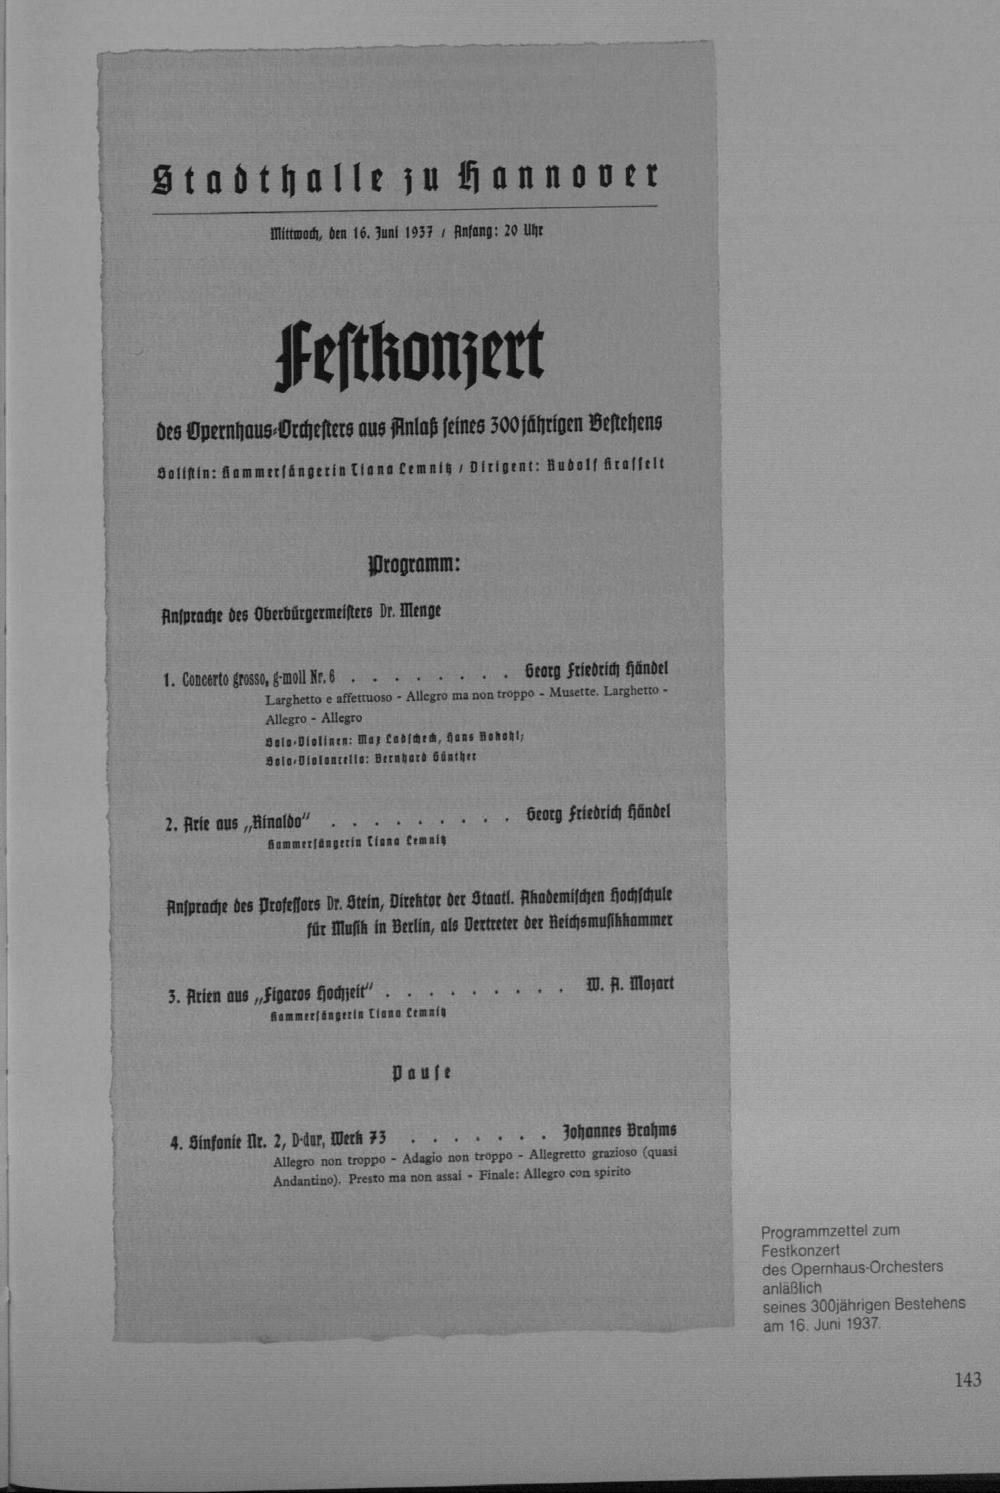 Stadthalle zu Hannover
Mittwoch, den 16. Juni 1937 / Anfang: 20 Uhr
Festkonzert
des Opernhaus-Orchesters aus Anlaß seines 300jährigen Bestehens
Solistin: Kammersängerin Tiana Lemnitz / Dirigent: Rudolf Krasselt
Programm:
Ansprache des Oberbürgermeisters Dr. Menge
1. Concerto grosso, g-moll Nr. 6 . . . . . . . . Georg Friedrich Händel
Larghetto e affettuoso - Allegro ma non troppo - Musette. Larghetto -
Allegro - Allegro
Solo-Violinen: Max Ladscheck, Hans Rokohl;
Solo-Violoncello: Bernhard Günther
2. Arie aus „Rinaldo" . . . . . . . . . Georg Friedrich Händel
Kammersängerin Tiana Lemnitz
Ansprache des Professors Dr. Stein, Direktor der Staatl. Akademischen Hochschule
für Musik in Berlin, als Vertreter der Reichsmusikkammer
3. Arien aus „Figaros Hochzeit" . . . . . . . . . W. A. Mozart
Kammersängerin Tiana Lemnitz
Pause
4. Sinfonie Nr. 2, D-dur, Werk 73 . . . . . . . Johannes Brahms
Allegro non troppo - Adagio non troppo - Allegretto grazioso (quasi
Andantino). Presto ma non assai - Finale: Allegro con spirito
Programmzettel zum
Festkonzert
des Opernhaus-Orchesters
anläßlich
seines 300jährigen Bestehens
am 16. Juni 1937.
143